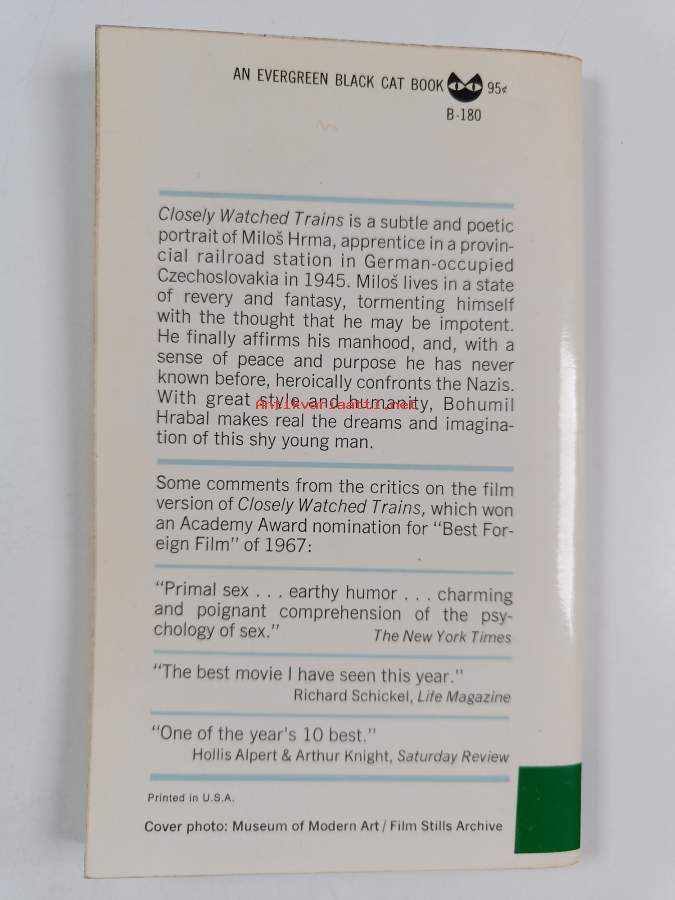 AN EVERGREEN BLACK CAT BOOK 95¢
B-180
Closely Watched Trains is a subtle and poetic
portrait of Miloš Hrma, apprentice in a provin-
cial railroad station in German-occupied
Czechoslovakia in 1945. Miloš lives in a state
of revery and fantasy, tormenting himself
with the thought that he may be impotent.
He finally affirms his manhood, and, with a
sense of peace and purpose he has never
known before, heroically confronts the Nazis.
With great style and humanity, Bohumil
Antikvariaatti.net
Hrabal makes real the dreams and imagina-
tion of this shy young man.
Some comments from the critics on the film
version of Closely Watched Trains, which won
an Academy Award nomination for "Best For-
eign Film" of 1967:
"Primal sex . . . earthy humor . . . charming
and poignant comprehension of the psy-
chology of sex." The New York Times
"The best movie I have seen this year."
Richard Schickel, Life Magazine
"One of the year's 10 best."
Hollis Alpert & Arthur Knight, Saturday Review
Printed in U.S.A.
Cover photo: Museum of Modern Art / Film Stills Archive